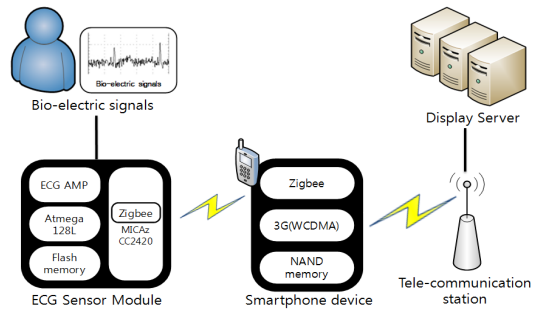 Bio-electric signals
Bio-electric signals
Display Server
ECG AMP
Atmega
128L
Flash
memory
Zigbee
MICAz
CC2420
ECG Sensor Module
Zigbee
3G(WCDMA)
NAND
memory
Smartphone device
Tele-communication
station